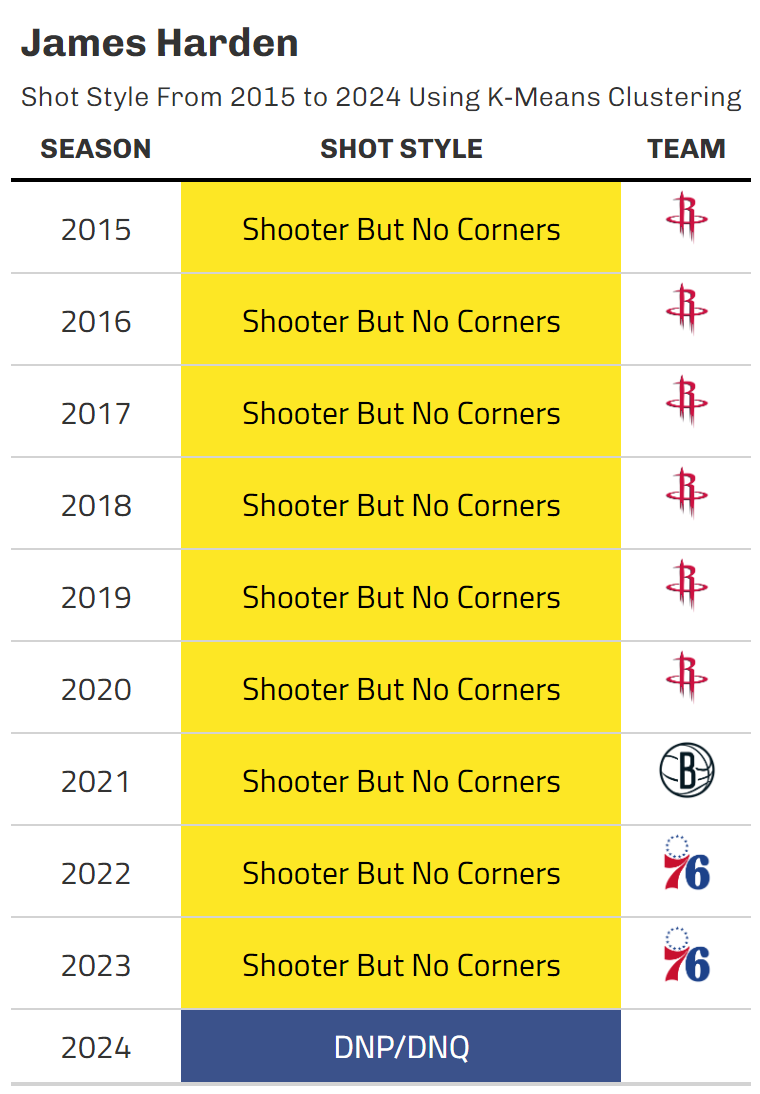 James Harden
Shot Style From 2015 to 2024 Using K-Means Clustering
SEASON SHOT STYLE TEAM
2015 Shooter But No Corners R
2016 Shooter But No Corners R
2017 Shooter But No Corners R
2018 Shooter But No Corners R
2019 Shooter But No Corners R
2020 Shooter But No Corners R
2021 Shooter But No Corners B
2022 Shooter But No Corners 76
2023 Shooter But No Corners 76
2024 DNP/DNQ